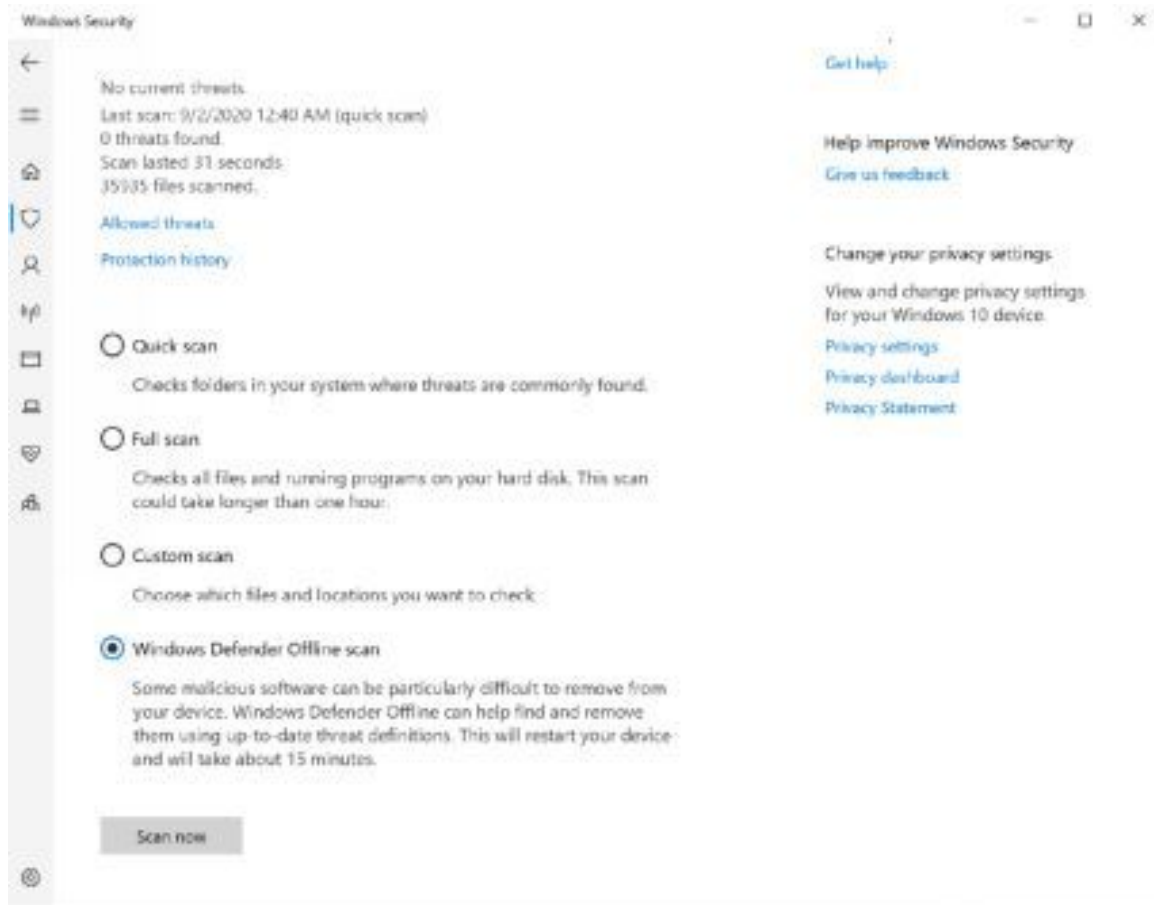 Windows Security
No current threats.
Last scan: 9/2/2020 12:40 AM (quick scan)
0 threats found.
Scan lasted 31 seconds
35935 files scanned.
Allowed threats
Protection history
Quick scan
Checks folders in your system where threats are commonly found.
Full scan
Checks all files and running programs on your hard disk. This scan
could take longer than one hour.
Custom scan
Choose which files and locations you want to check.
Windows Defender Offline scan
Some malicious software can be particularly difficult to remove from
your device. Windows Defender Offline can help find and remove
them using up-to-date threat definitions. This will restart your device
and will take about 15 minutes.
Scan now
Get help
Help improve Windows Security
Give us feedback
Change your privacy settings
View and change privacy settings
for your Windows 10 device.
Privacy settings
Privacy dashboard
Privacy Statement